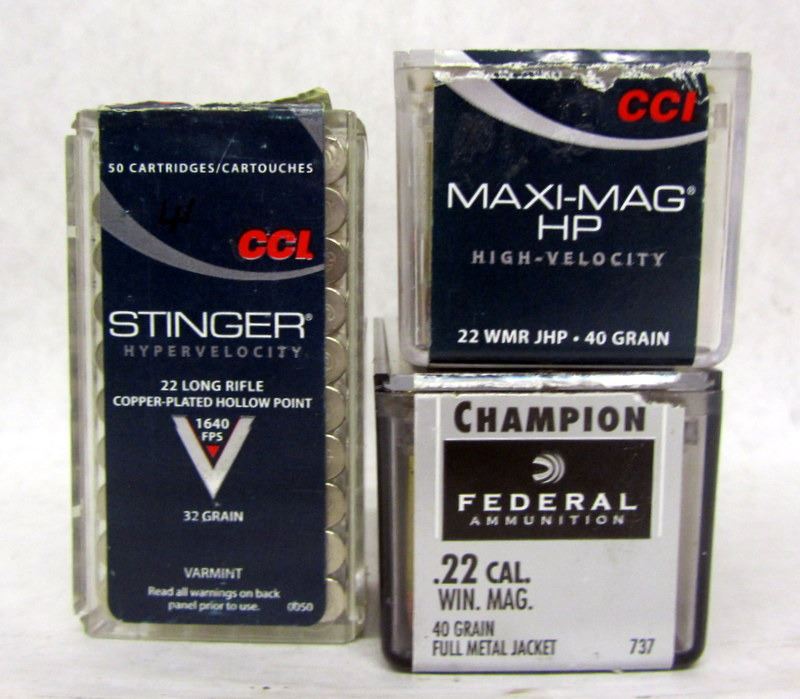 50 CARTRIDGES/CARTOUCHES
CCI
STINGER®
HYPERVELOCITY
22 LONG RIFLE
COPPER-PLATED HOLLOW POINT
1640
FPS
32 GRAIN
VARMINT
Read all warnings on back
panel prior to use. 0050
CCI
MAXI-MAG®
HP
HIGH-VELOCITY
22 WMR JHP • 40 GRAIN
CHAMPION
FEDERAL
AMMUNITION
.22 CAL.
WIN. MAG.
40 GRAIN
FULL METAL JACKET 737